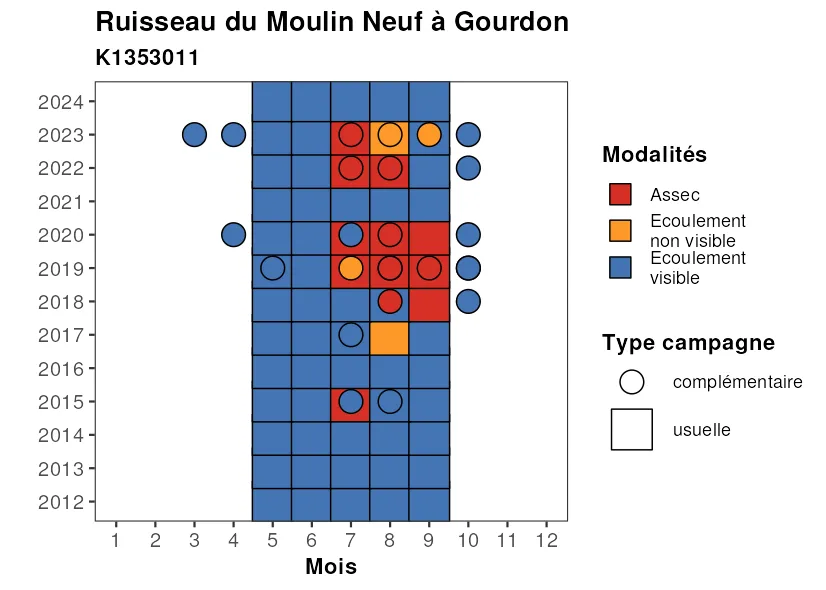 Ruisseau du Moulin Neuf à Gourdon
K1353011
2024
2023
2022
2021
2020
2019
2018
2017
2016
2015
2014
2013
2012
1 2 3 4 5 6 7 8 9 10 11 12
Mois
Modalités
Assec
Ecoulement
non visible
Ecoulement
visible
Type campagne
complémentaire
usuelle